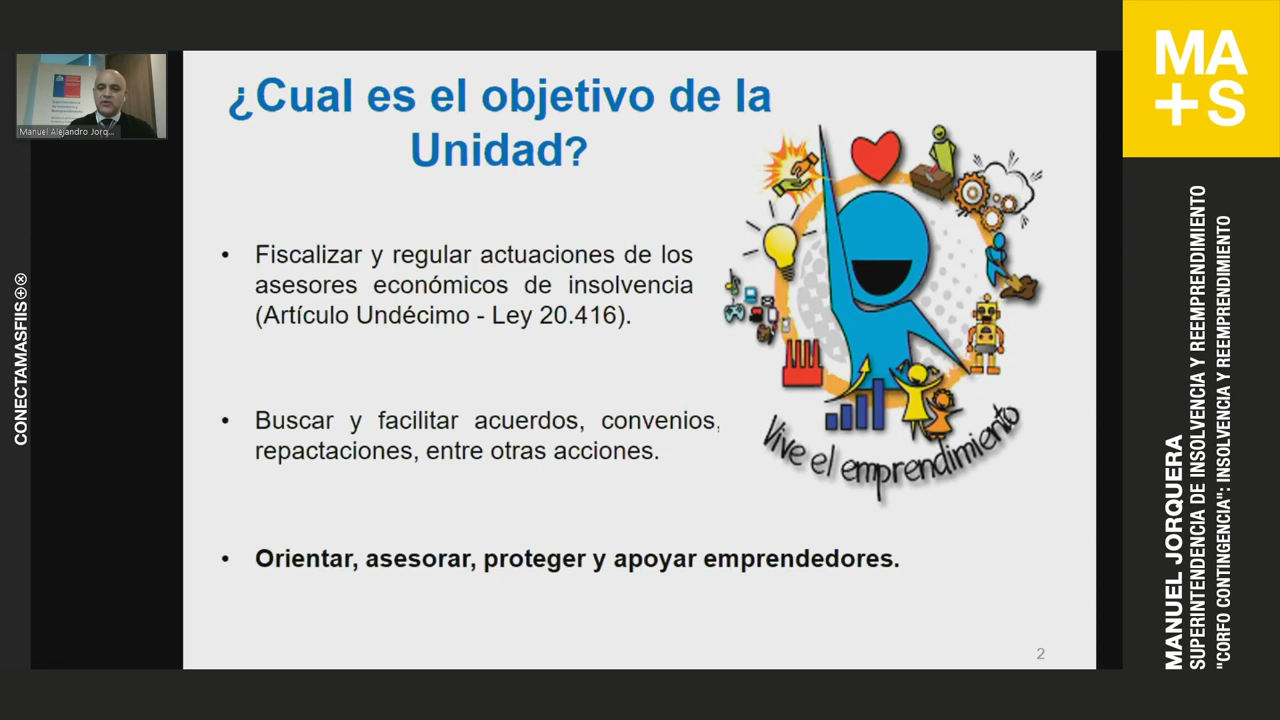 ¿Cual es el objetivo de la
Unidad?
• Fiscalizar y regular actuaciones de los
asesores económicos de insolvencia
(Artículo Undécimo - Ley 20.416).
• Buscar y facilitar acuerdos, convenios,
repactaciones, entre otras acciones.
• Orientar, asesorar, proteger y apoyar emprendedores.
Vive el emprendimiento
2
Manuel Alejandro Jorq...
CONECTAMASFIIS
MA
+S
MANUEL JORQUERA
SUPERINTENDENCIA DE INSOLVENCIA Y REEMPRENDIMIENTO
"CORFO CONTINGENCIA": INSOLVENCIA Y REEMPRENDIMIENTO